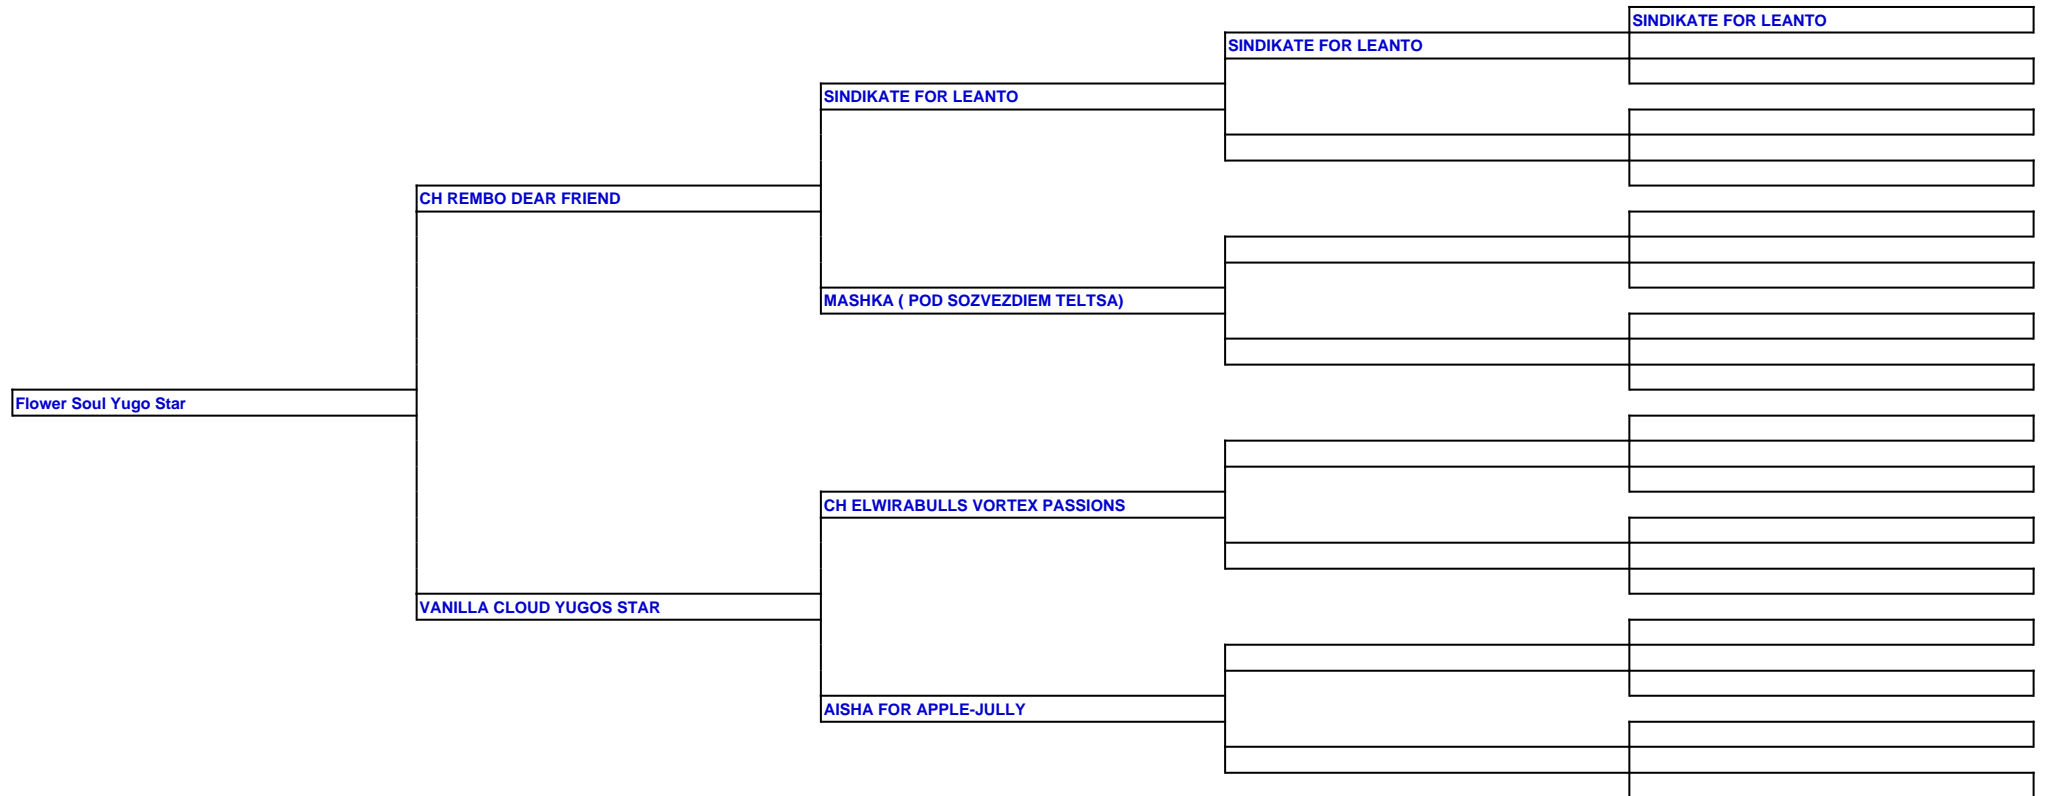 SINDIKATE FOR LEANTO
SINDIKATE FOR LEANTO
SINDIKATE FOR LEANTO
CH REMBO DEAR FRIEND
MASHKA ( POD SOZVEZDIEM TELTSA)
Flower Soul Yugo Star
CH ELWIRABULLS VORTEX PASSIONS
VANILLA CLOUD YUGOS STAR
AISHA FOR APPLE-JULLY